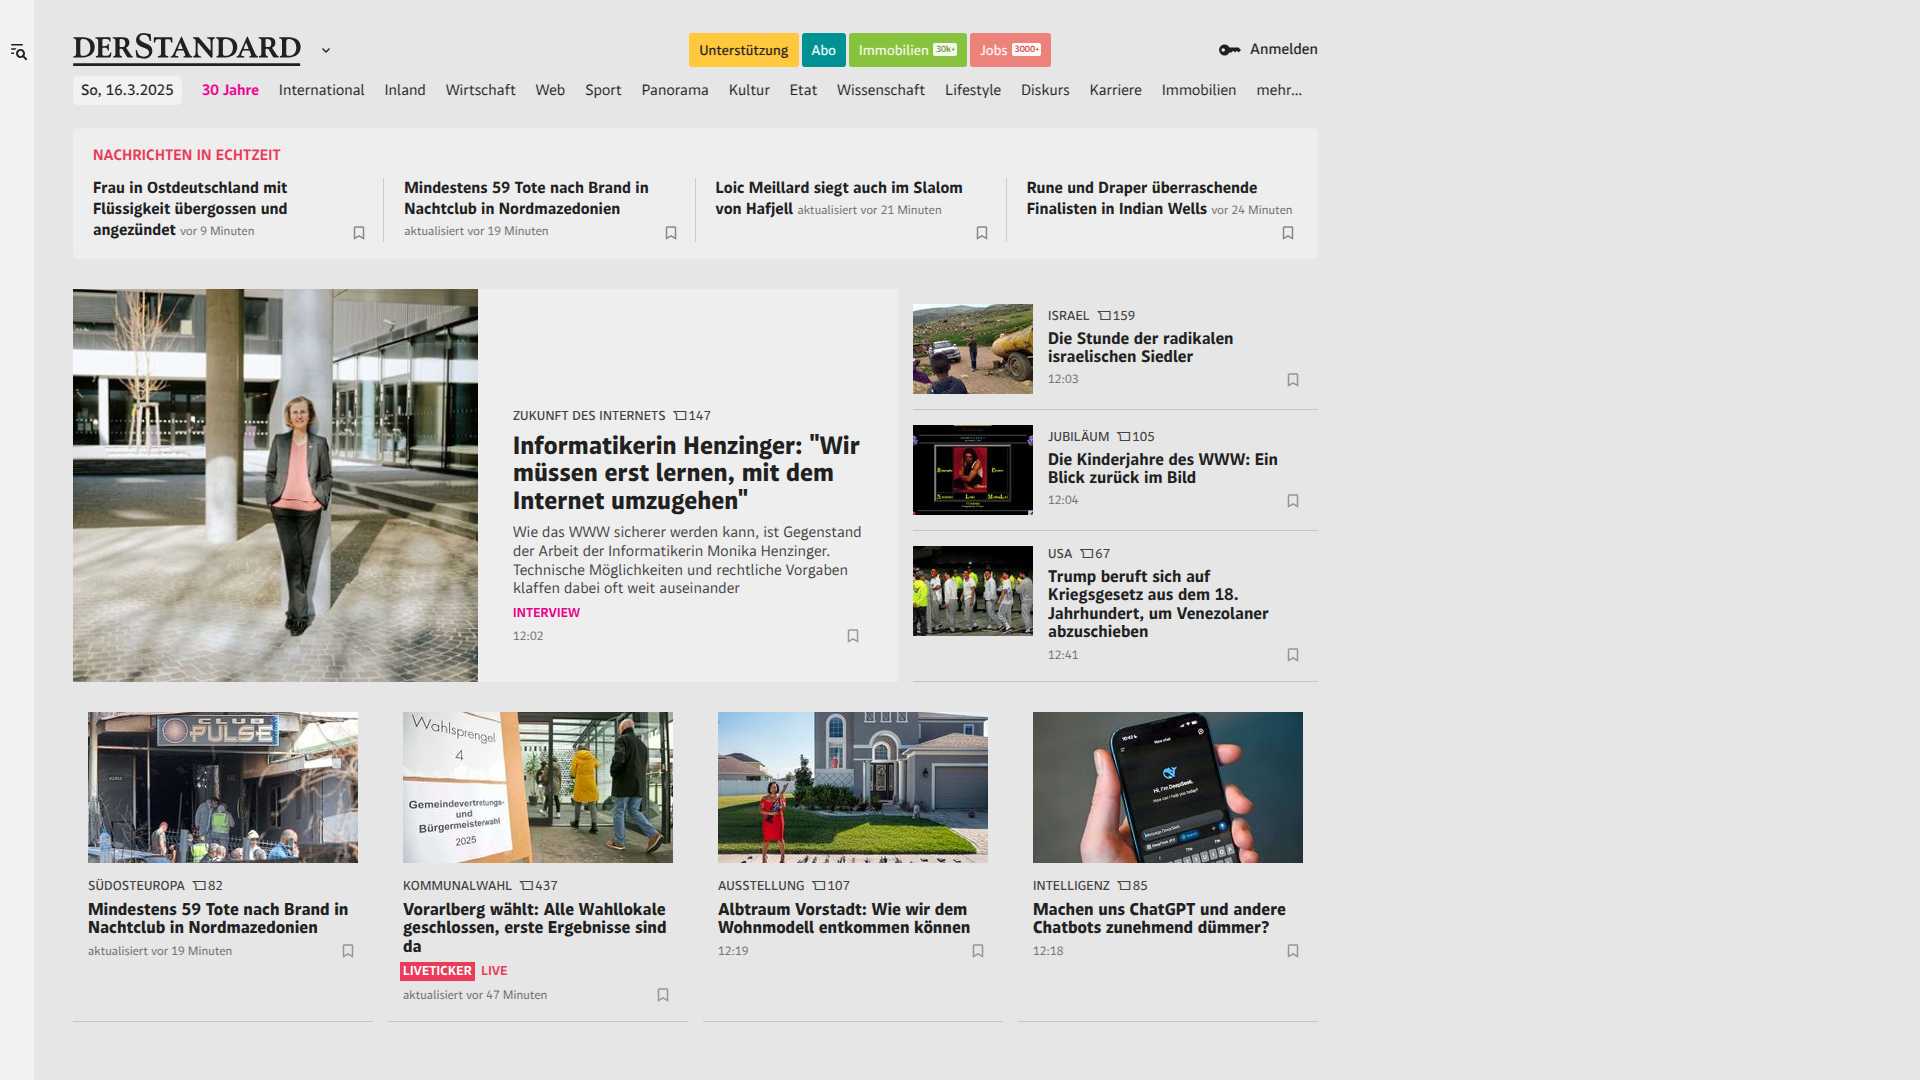 DERSTANDARD
Unterstützung
Abo
Immobilien 30k+
Jobs 3000+
Anmelden
So, 16.3.2025
30 Jahre
International
Inland
Wirtschaft
Web
Sport
Panorama
Kultur
Etat
Wissenschaft
Lifestyle
Diskurs
Karriere
Immobilien
mehr...
NACHRICHTEN IN ECHTZEIT
Frau in Ostdeutschland mit
Flüssigkeit übergossen und
angezündet vor 9 Minuten
Mindestens 59 Tote nach Brand in
Nachtclub in Nordmazedonien
aktualisiert vor 19 Minuten
Loic Meillard siegt auch im Slalom
von Hafjell aktualisiert vor 21 Minuten
Rune und Draper überraschende
Finalisten in Indian Wells vor 24 Minuten
ZUKUNFT DES INTERNETS 147
Informatikerin Henzinger: "Wir
müssen erst lernen, mit dem
Internet umzugehen"
Wie das WWW sicherer werden kann, ist Gegenstand
der Arbeit der Informatikerin Monika Henzinger.
Technische Möglichkeiten und rechtliche Vorgaben
klaffen dabei oft weit auseinander
INTERVIEW
12:02
ISRAEL 159
Die Stunde der radikalen
israelischen Siedler
12:03
JUBILÄUM 105
Die Kinderjahre des WWW: Ein
Blick zurück im Bild
12:04
USA 67
Trump beruft sich auf
Kriegsgesetz aus dem 18.
Jahrhundert, um Venezolaner
abzuschieben
12:41
CLUB
PULSE
SÜDOSTEUROPA 82
Mindestens 59 Tote nach Brand in
Nachtclub in Nordmazedonien
aktualisiert vor 19 Minuten
Wahlsprengel
4
Gemeindevertretungs-
und
Bürgermeisterwahl
2025
KOMMUNALWAHL 437
Vorarlberg wählt: Alle Wahllokale
geschlossen, erste Ergebnisse sind
da
LIVETICKER LIVE
aktualisiert vor 47 Minuten
AUSSTELLUNG 107
Albtraum Vorstadt: Wie wir dem
Wohnmodell entkommen können
12:19
New chat
Hi, I'm DeepSeek.
How can I help you today?
Message DeepSeek
INTELLIGENZ 85
Machen uns ChatGPT und andere
Chatbots zunehmend dümmer?
12:18